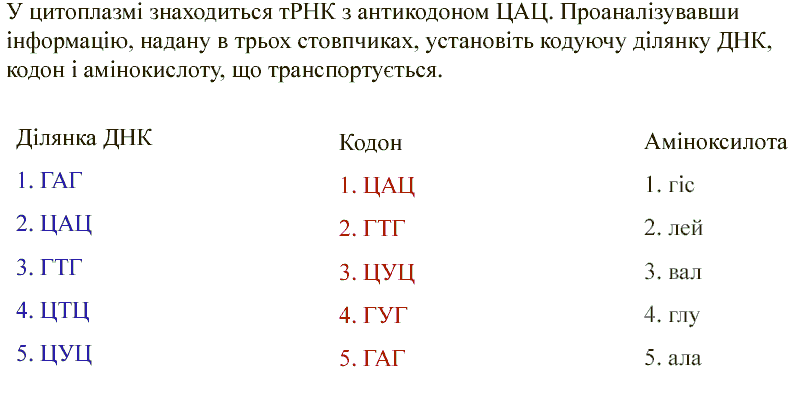 У цитоплазмі знаходиться тРНК з антикодоном ЦАЦ. Проаналізувавши
інформацію, надану в трьох стовпчиках, установіть кодуючу ділянку ДНК,
кодон і амінокислоту, що транспортується.
Ділянка ДНК
1. ГАГ
2. ЦАЦ
3. ГТГ
4. ЦТЦ
5. ЦУЦ
Кодон
1. ЦАЦ
2. ГТГ
3. ЦУЦ
4. ГУГ
5. ГАГ
Аміноксилота
1. гіс
2. лей
3. вал
4. глу
5. ала